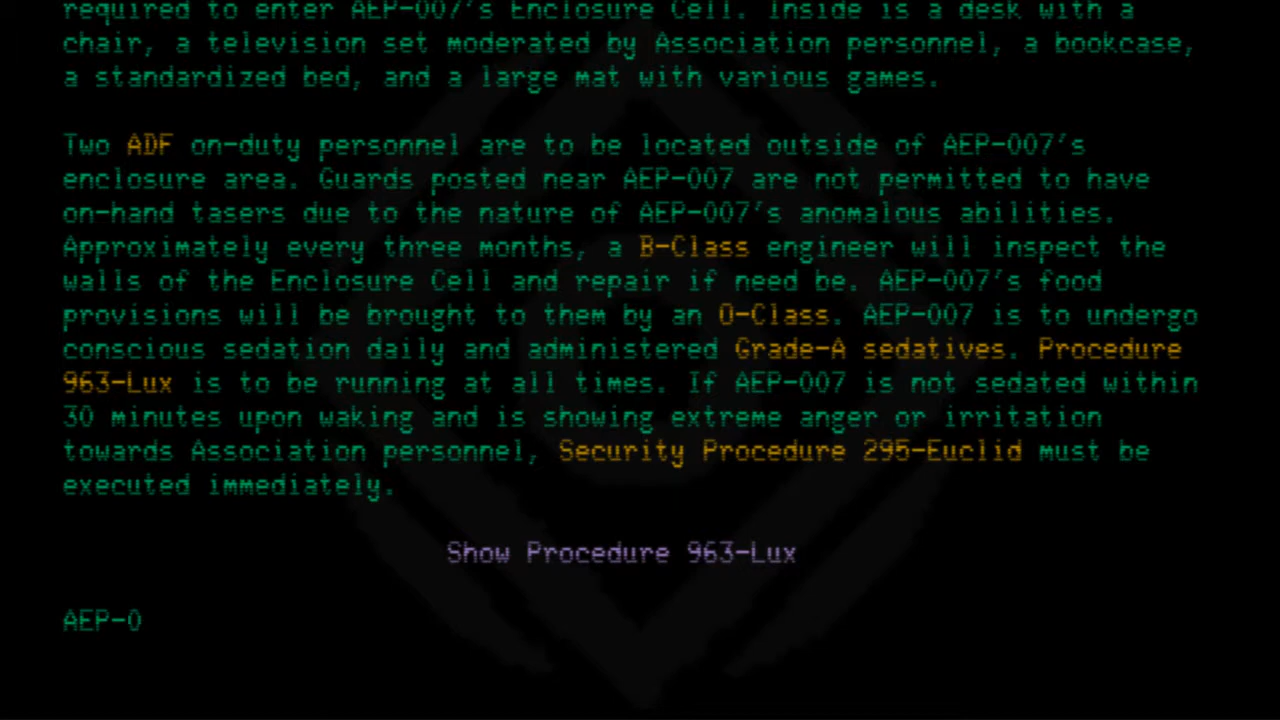 required to enter AEP-007's Enclosure Cell. Inside is a desk with a
chair, a television set moderated by Association personnel, a bookcase,
a standardized bed, and a large mat with various games.
Two ADF on-duty personnel are to be located outside of AEP-007's
enclosure area. Guards posted near AEP-007 are not permitted to have
on-hand tasers due to the nature of AEP-007's anomalous abilities.
Approximately every three months, a B-Class engineer will inspect the
walls of the Enclosure Cell and repair if need be. AEP-007's food
provisions will be brought to them by an O-Class. AEP-007 is to undergo
conscious sedation daily and administered Grade-A sedatives. Procedure
963-Lux is to be running at all times. If AEP-007 is not sedated within
30 minutes upon waking and is showing extreme anger or irritation
towards Association personnel, Security Procedure 295-Euclid must be
executed immediately.
Show Procedure 963-Lux
AEP-0